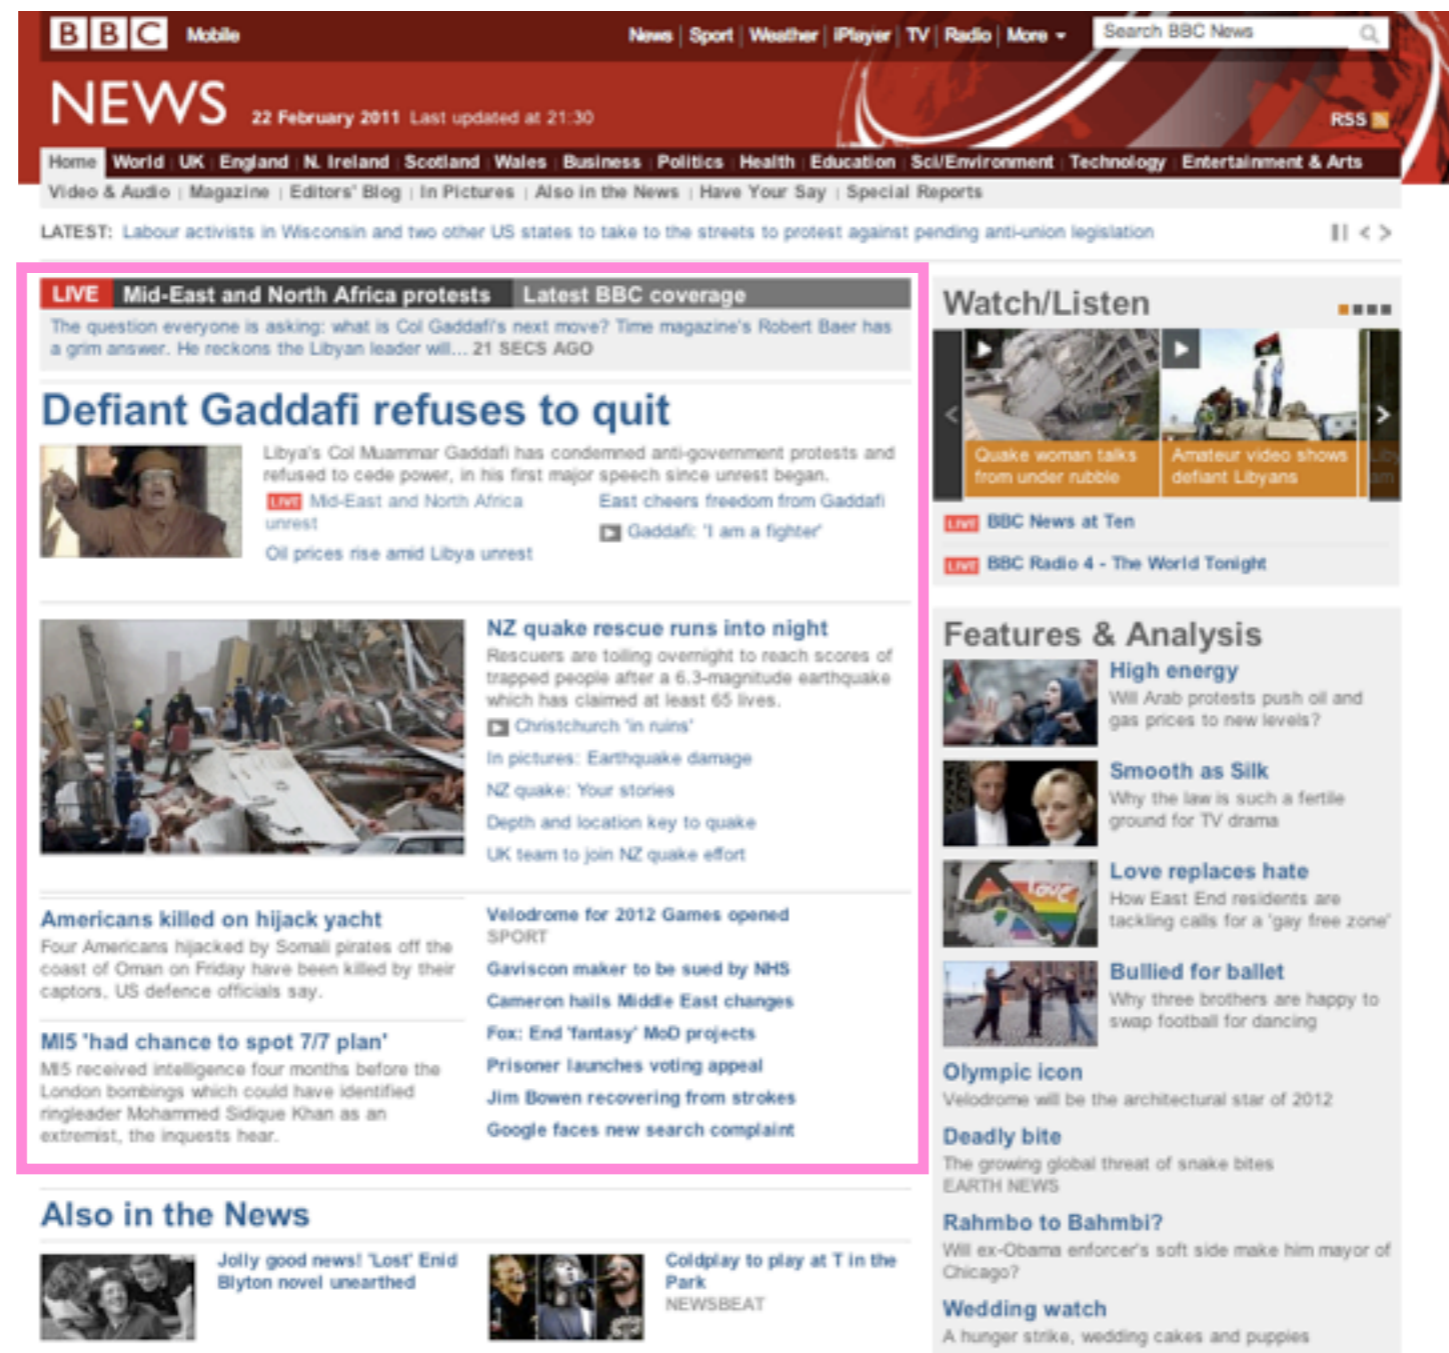 BBC Mobile
News | Sport | Weather | iPlayer | TV | Radio | More
Search BBC News
NEWS 22 February 2011 Last updated at 21:30
RSS
Home World UK England N. Ireland Scotland Wales Business Politics Health Education Sci/Environment Technology Entertainment & Arts
Video & Audio | Magazine | Editors' Blog | In Pictures | Also in the News | Have Your Say | Special Reports
LATEST: Labour activists in Wisconsin and two other US states to take to the streets to protest against pending anti-union legislation
LIVE Mid-East and North Africa protests Latest BBC coverage
The question everyone is asking: what is Col Gaddafi's next move? Time magazine's Robert Baer has
a grim answer. He reckons the Libyan leader will... 21 SECS AGO
Defiant Gaddafi refuses to quit
Libya's Col Muammar Gaddafi has condemned anti-government protests and
refused to cede power, in his first major speech since unrest began.
LIVE Mid-East and North Africa
unrest
Oil prices rise amid Libya unrest
East cheers freedom from Gaddafi
Gaddafi: 'I am a fighter'
NZ quake rescue runs into night
Rescuers are toiling overnight to reach scores of
trapped people after a 6.3-magnitude earthquake
which has claimed at least 65 lives.
Christchurch 'in ruins'
In pictures: Earthquake damage
NZ quake: Your stories
Depth and location key to quake
UK team to join NZ quake effort
Americans killed on hijack yacht
Four Americans hijacked by Somali pirates off the
coast of Oman on Friday have been killed by their
captors, US defence officials say.
MI5 'had chance to spot 7/7 plan'
MI5 received intelligence four months before the
London bombings which could have identified
ringleader Mohammed Sidique Khan as an
extremist, the inquests hear.
Velodrome for 2012 Games opened
SPORT
Gaviscon maker to be sued by NHS
Cameron hails Middle East changes
Fox: End 'fantasy' MoD projects
Prisoner launches voting appeal
Jim Bowen recovering from strokes
Google faces new search complaint
Also in the News
Jolly good news! 'Lost' Enid
Blyton novel unearthed
Coldplay to play at T in the
Park
NEWSBEAT
Watch/Listen
Quake woman talks
from under rubble
Amateur video shows
defiant Libyans
LIVE BBC News at Ten
LIVE BBC Radio 4 - The World Tonight
Features & Analysis
High energy
Will Arab protests push oil and
gas prices to new levels?
Smooth as Silk
Why the law is such a fertile
ground for TV drama
Love replaces hate
How East End residents are
tackling calls for a 'gay free zone'
love
Bullied for ballet
Why three brothers are happy to
swap football for dancing
Olympic icon
Velodrome will be the architectural star of 2012
Deadly bite
The growing global threat of snake bites
EARTH NEWS
Rahmbo to Bahmbi?
Will ex-Obama enforcer's soft side make him mayor of
Chicago?
Wedding watch
A hunger strike, wedding cakes and puppies